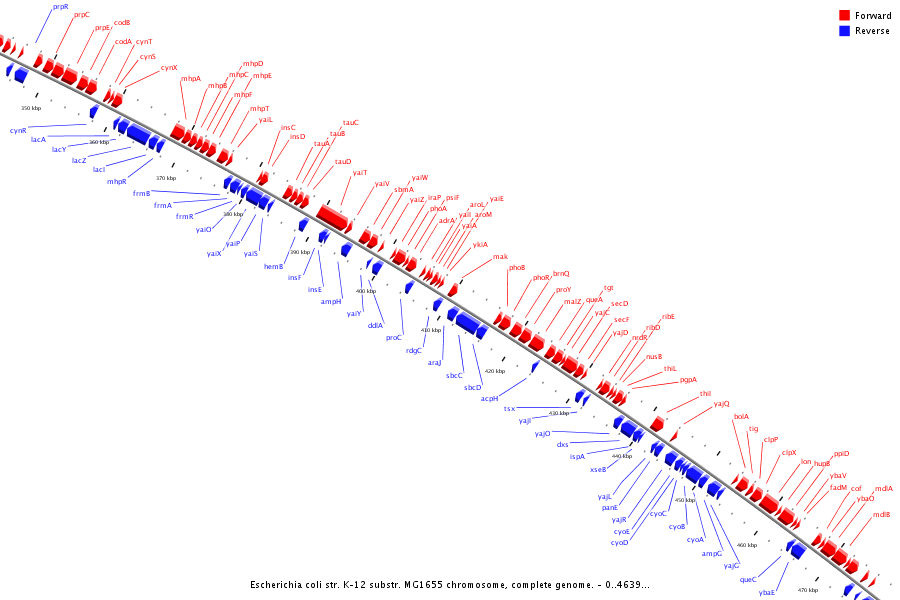 prpR
prpC
prpE
codB
codA
cynT
cynS
cynX
mhpA
mhpB
mhpC
mhpD
mhpE
mhpF
mhpT
yaiL
insC
insD
tauA
tauB
tauC
tauD
yaiT
yaiV
sbmA
yaiW
yaiZ
iraP
psiF
phoA
adrA
yaiI
aroL
yaiA
aroM
yaiE
ykiA
mak
phoB
phoR
brnQ
proY
malZ
queA
tgt
yajC
secD
secF
yajD
nrdR
ribD
ribE
nusB
thiL
pgpA
thiI
yajQ
bolA
tig
clpP
clpX
lon
hupB
ppiD
ybaV
fadM
cof
ybaO
mdlA
mdlB
Forward
Reverse
350 kbp
360 kbp
370 kbp
380 kbp
390 kbp
400 kbp
410 kbp
420 kbp
430 kbp
440 kbp
450 kbp
460 kbp
470 kbp
cynR
lacA
lacY
lacZ
lacI
mhpR
frmB
frmA
frmR
yaiO
yaiX
yaiP
yaiS
hemB
insF
insE
ampH
yaiY
ddlA
proC
rdgC
araJ
sbcC
sbcD
acpH
tsx
yajI
yajO
dxs
ispA
xseB
yajL
panE
yajR
cyoE
cyoD
cyoC
cyoB
cyoA
ampG
yajG
queC
ybaE
Escherichia coli str. K-12 substr. MG1655 chromosome, complete genome. - 0..4639...